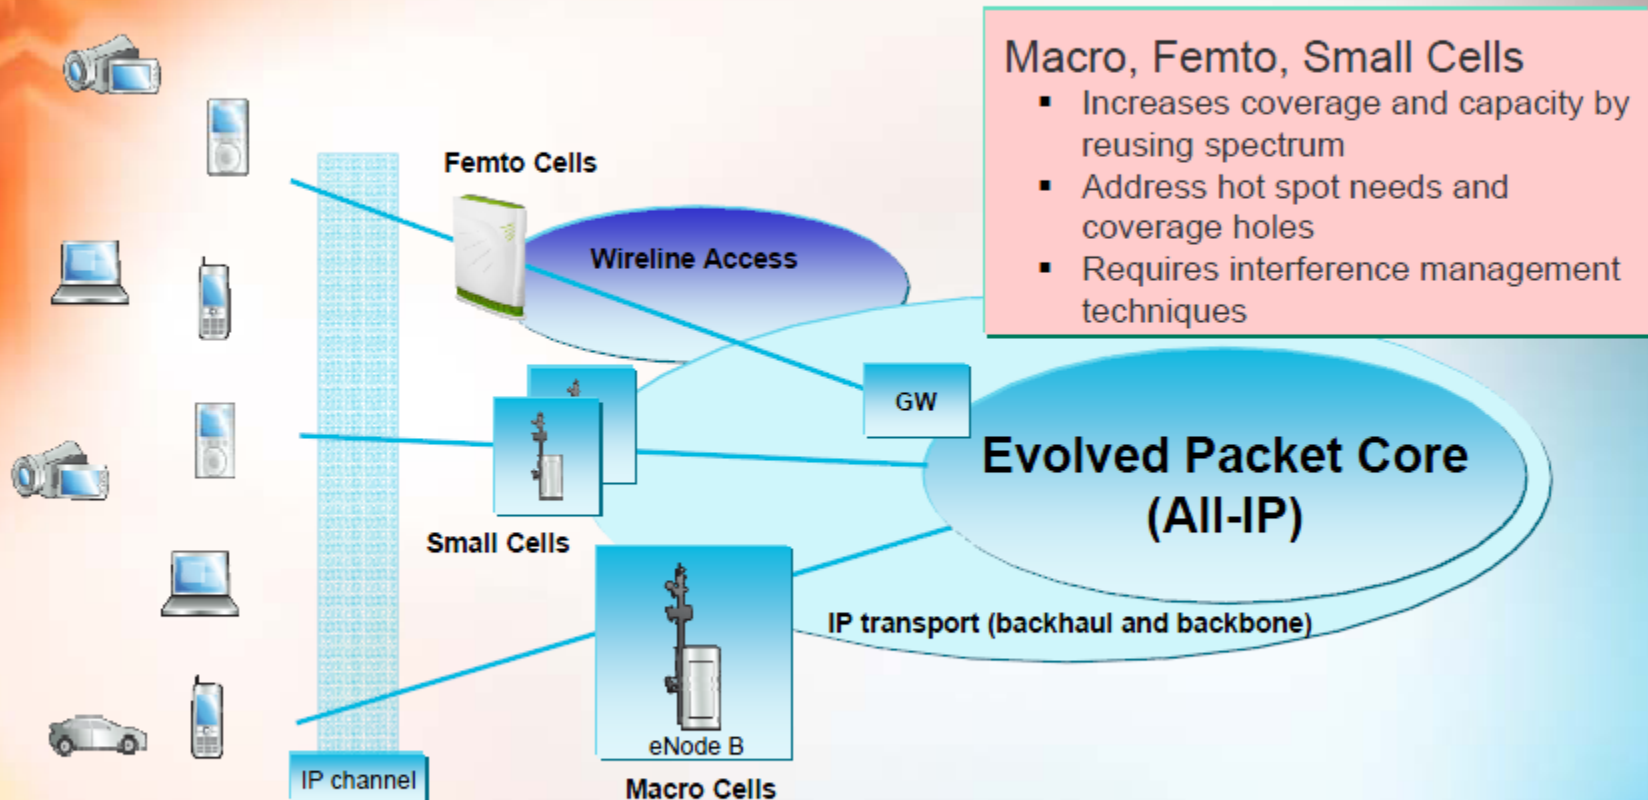 Macro, Femto, Small Cells
▪ Increases coverage and capacity by
reusing spectrum
▪ Address hot spot needs and
coverage holes
▪ Requires interference management
techniques
Femto Cells
Wireline Access
GW
Evolved Packet Core
(All-IP)
Small Cells
IP transport (backhaul and backbone)
eNode B
Macro Cells
IP channel